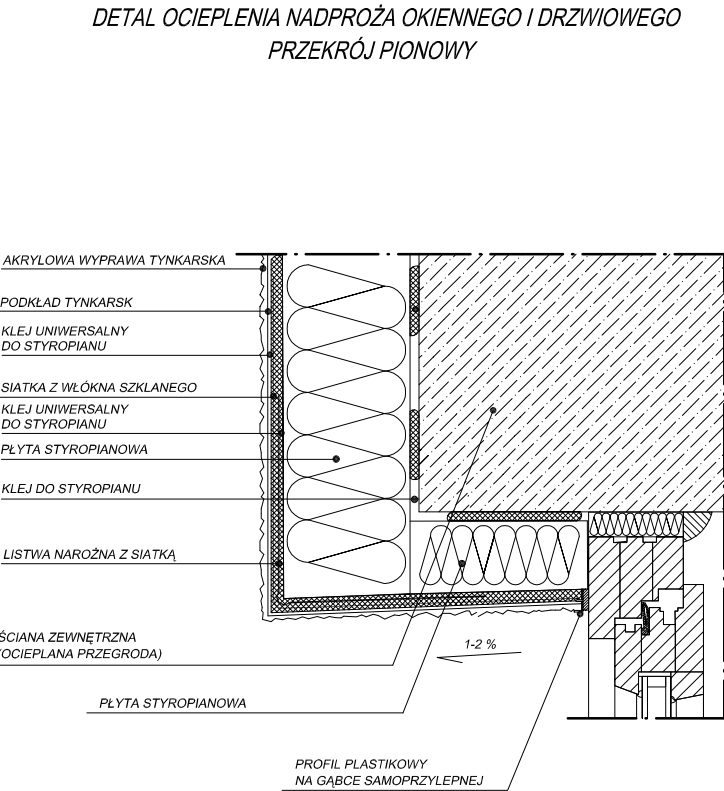 DETAL OCIEPLENIA NADPROŻA OKIENNEGO I DRZWIOWEGO
PRZEKRÓJ PIONOWY
AKRYLOWA WYPRAWA TYNKARSKA
PODKŁAD TYNKARSK
KLEJ UNIWERSALNY
DO STYROPIANU
SIATKA Z WŁÓKNA SZKLANEGO
KLEJ UNIWERSALNY
DO STYROPIANU
PŁYTA STYROPIANOWA
KLEJ DO STYROPIANU
LISTWA NAROŻNA Z SIATKĄ
ŚCIANA ZEWNĘTRZNA
(OCIEPLANA PRZEGRODA)
1-2 %
PŁYTA STYROPIANOWA
PROFIL PLASTIKOWY
NA GĄBCE SAMOPRZYLEPNEJ